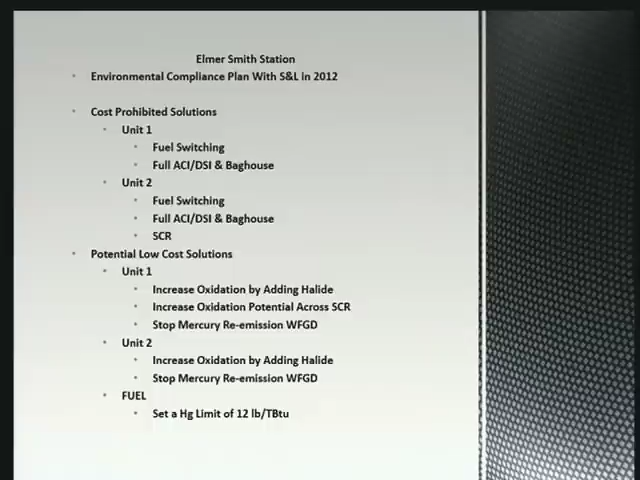 Elmer Smith Station
Environmental Compliance Plan With S&L in 2012
Cost Prohibited Solutions
Unit 1
Fuel Switching
Full ACI/DSI & Baghouse
Unit 2
Fuel Switching
Full ACI/DSI & Baghouse
SCR
Potential Low Cost Solutions
Unit 1
Increase Oxidation by Adding Halide
Increase Oxidation Potential Across SCR
Stop Mercury Re-emission WFGD
Unit 2
Increase Oxidation by Adding Halide
Stop Mercury Re-emission WFGD
FUEL
Set a Hg Limit of 12 lb/TBtu